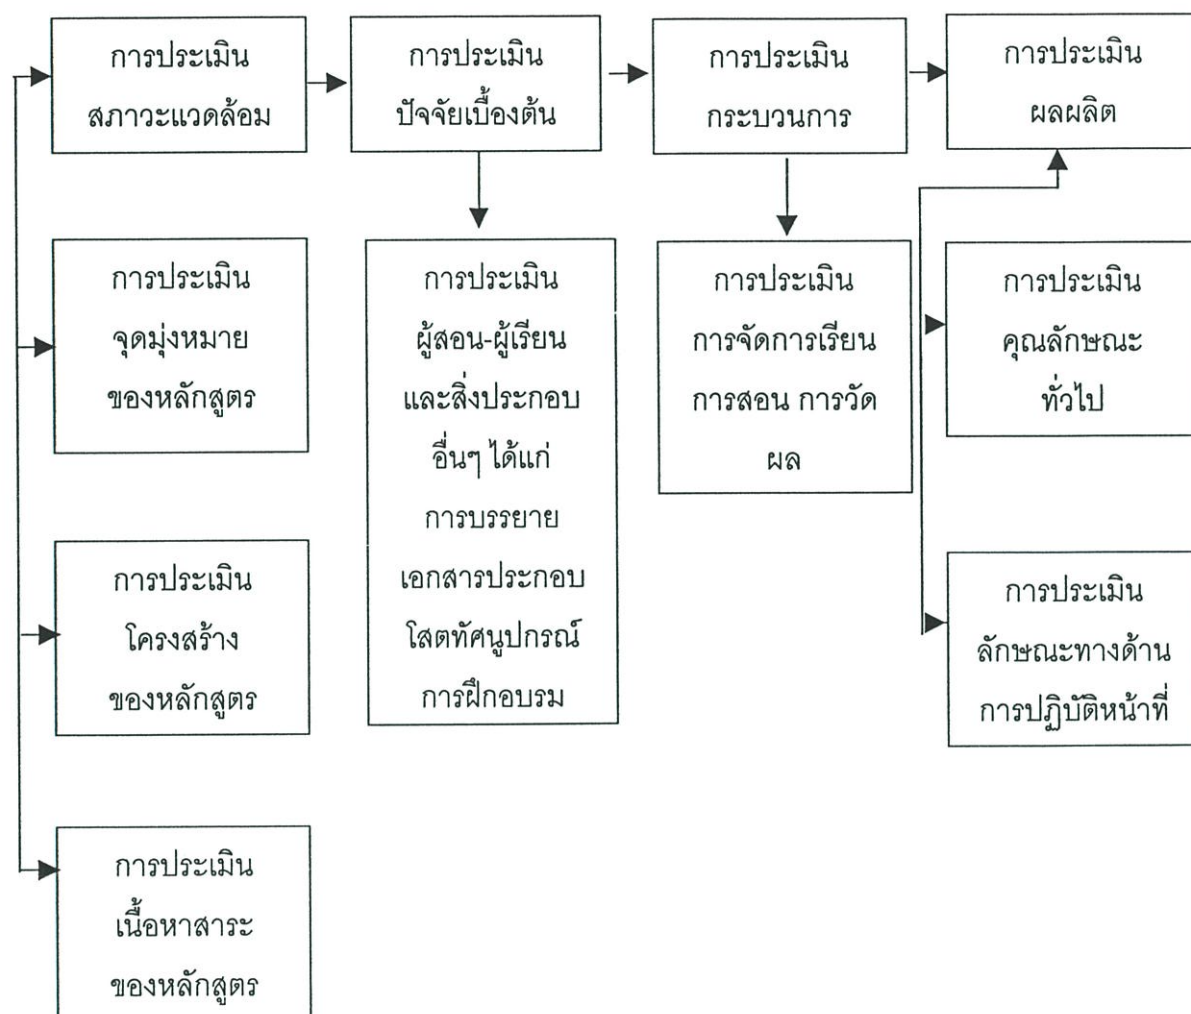 การประเมิน
สภาวะแวดล้อม
การประเมิน
ปัจจัยเบื้องต้น
การประเมิน
กระบวนการ
การประเมิน
ผลผลิต
การประเมิน
จุดมุ่งหมาย
ของหลักสูตร
การประเมิน
ผู้สอน-ผู้เรียน
และสิ่งประกอบ
อื่นๆ ได้แก่
การบรรยาย
เอกสารประกอบ
โสตทัศนูปกรณ์
การฝึกอบรม
การประเมิน
การจัดการเรียน
การสอน การวัด
ผล
การประเมิน
คุณลักษณะ
ทั่วไป
การประเมิน
โครงสร้าง
ของหลักสูตร
การประเมิน
ลักษณะทางด้าน
การปฏิบัติหน้าที่
การประเมิน
เนื้อหาสาระ
ของหลักสูตร